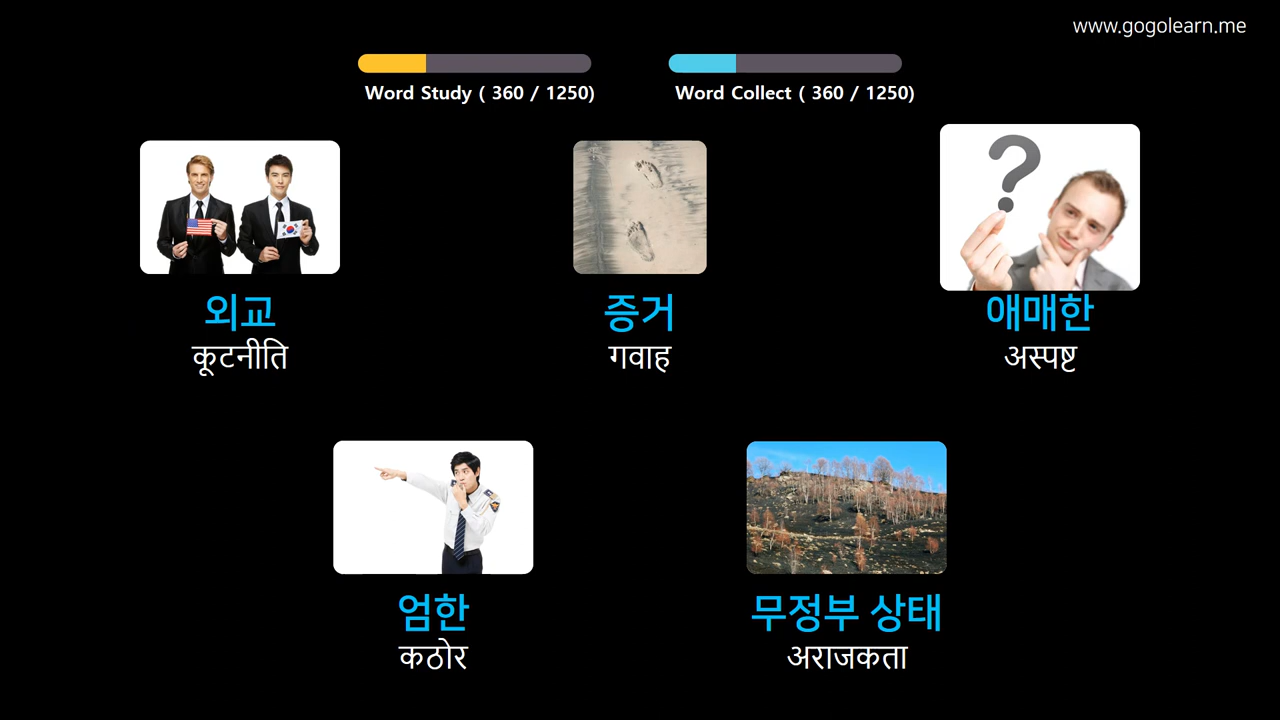 www.gogolearn.me
Word Study ( 360 / 1250)
Word Collect ( 360 / 1250)
외교
कूटनीति
증거
गवाह
애매한
अस्पष्ट
엄한
कठोर
무정부 상태
अराजकता